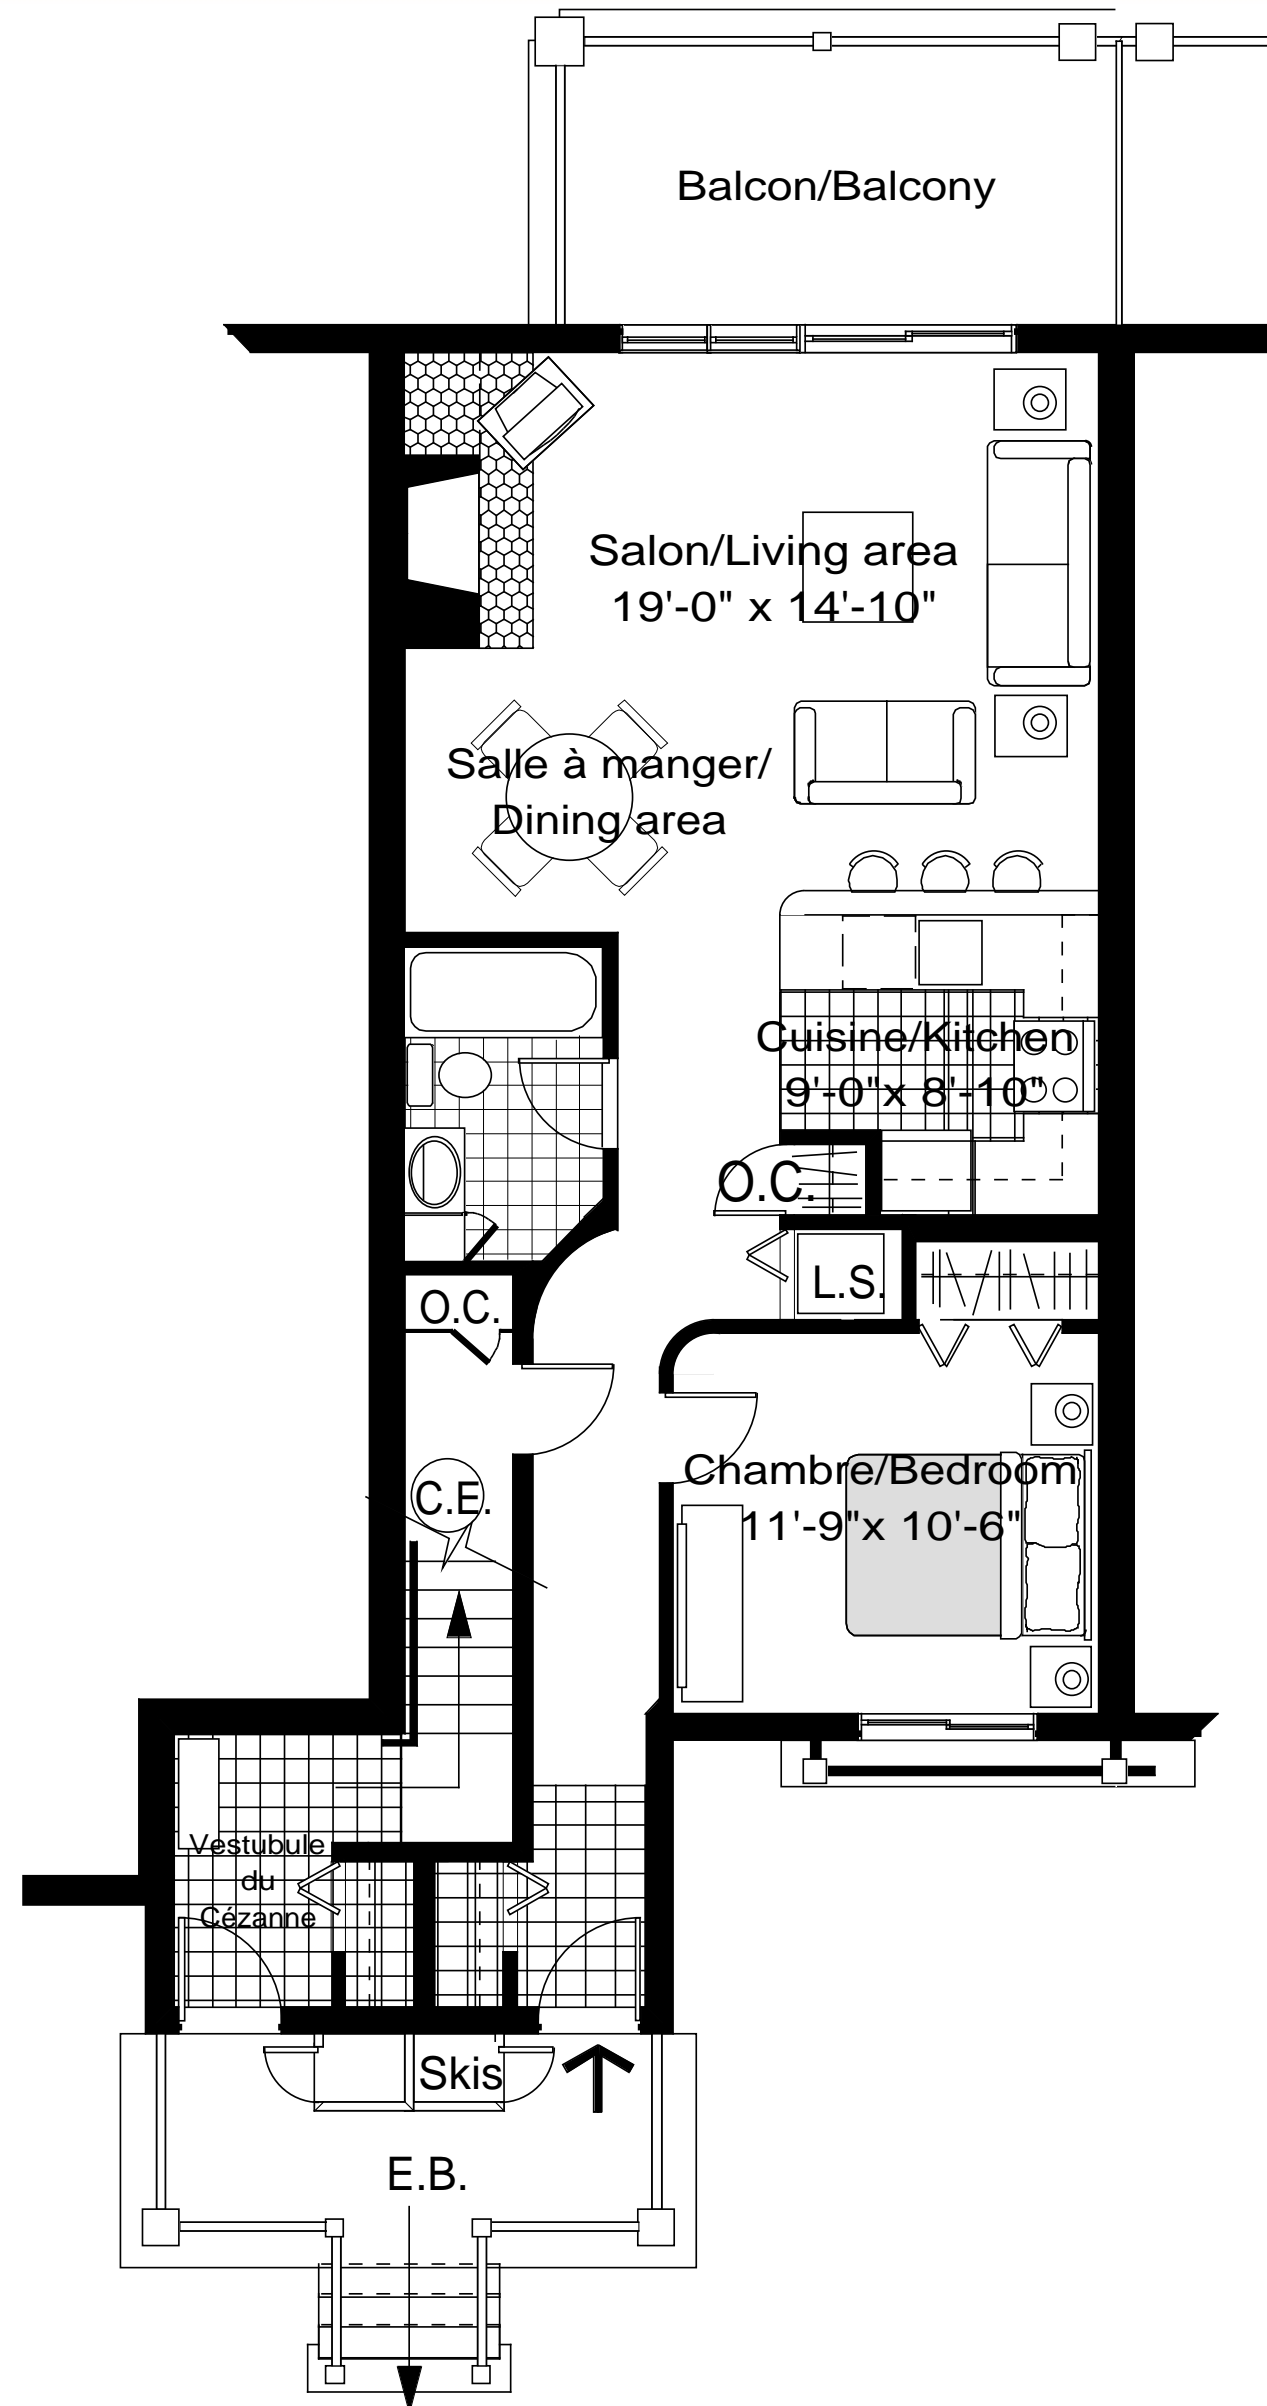 Balcon/Balcony
Salon/Living area
19'-0" x 14'-10"
Salle à manger/
Dining area
Cuisine/Kitchen
9'-0"x 8'-10"
O.C.
L.S.
O.C.
Chambre/Bedroom
11'-9"x 10'-6"
C.E.
Vestubule
du
Cézanne
Skis
E.B.